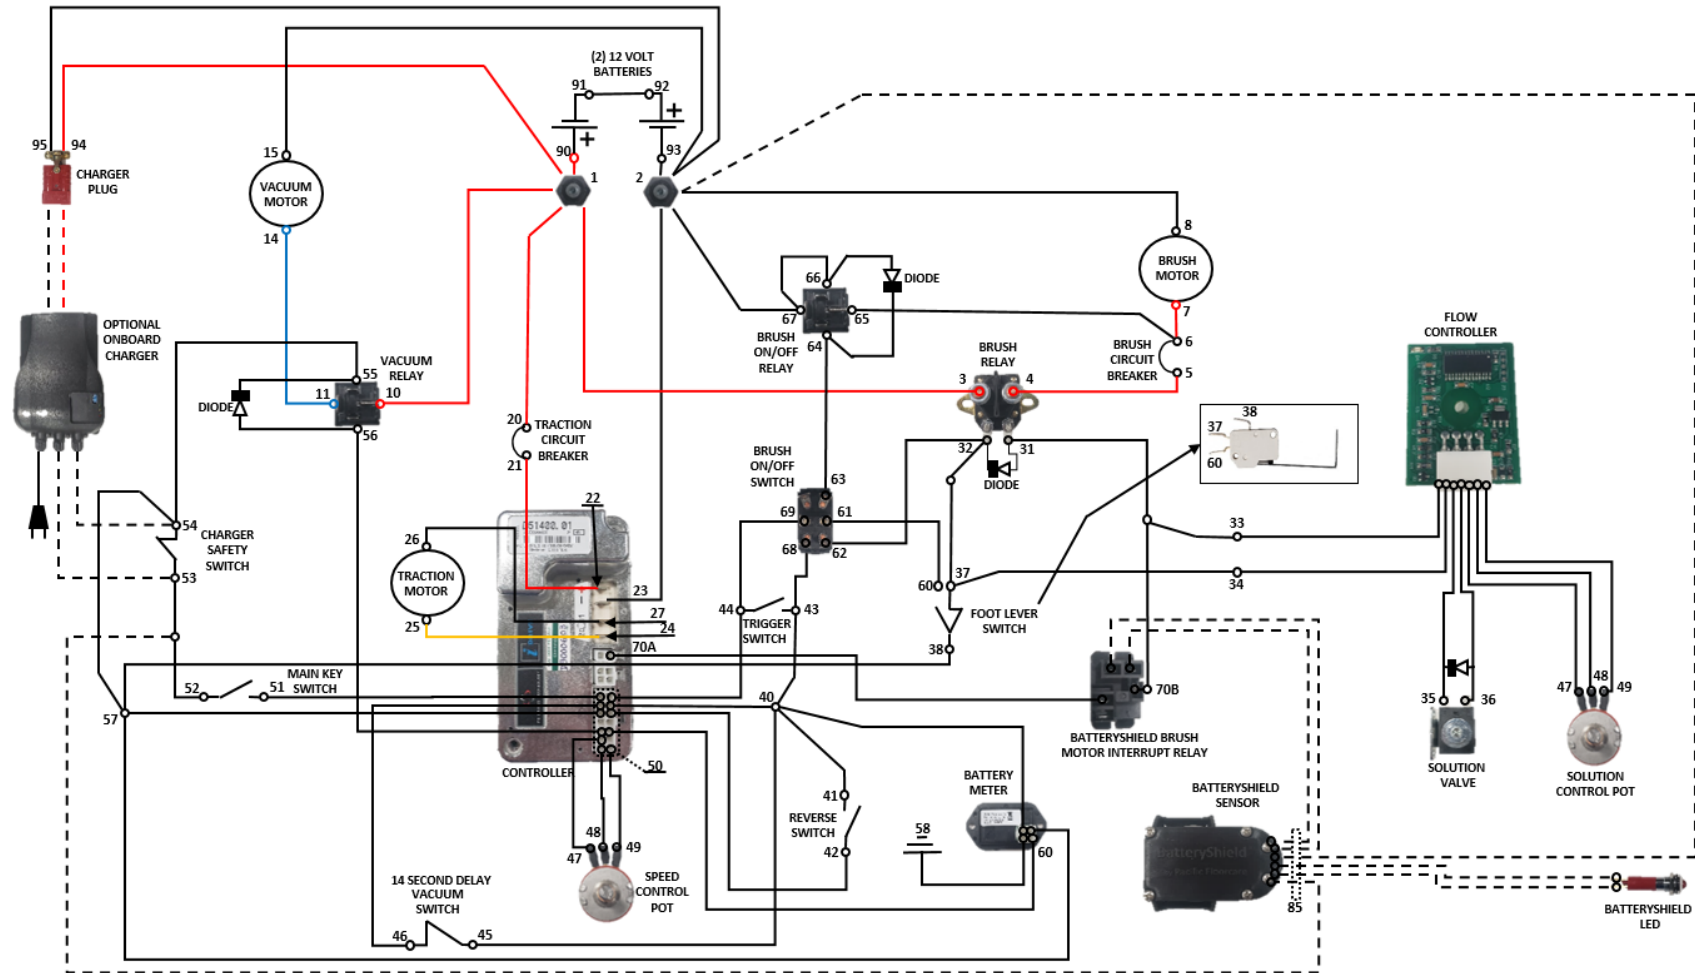 (2) 12 VOLT
BATTERIES
91
92
+
+
90
93
1
2
95
94
CHARGER
PLUG
15
VACUUM
MOTOR
14
8
BRUSH
MOTOR
7
66
DIODE
67
65
BRUSH
ON/OFF
RELAY
64
OPTIONAL
ONBOARD
CHARGER
VACUUM
RELAY
55
11
10
DIODE
56
BRUSH
RELAY
3
4
BRUSH
CIRCUIT
BREAKER
6
5
FLOW
CONTROLLER
20
TRACTION
CIRCUIT
BREAKER
21
32
31
DIODE
38
37
60
BRUSH
ON/OFF
SWITCH
63
69
61
68
62
22
D51400.01
54
CHARGER
SAFETY
SWITCH
53
26
TRACTION
MOTOR
25
23
27
24
70A
33
34
44
43
TRIGGER
SWITCH
60
37
FOOT LEVER
SWITCH
38
52
51
MAIN KEY
SWITCH
57
40
70B
BATTERYSHIELD BRUSH
MOTOR INTERRUPT RELAY
35
36
SOLUTION
VALVE
47
48
49
SOLUTION
CONTROL POT
CONTROLLER
50
41
REVERSE
SWITCH
42
BATTERY
METER
58
60
BATTERYSHIELD
SENSOR
BatteryShield
85
BATTERYSHIELD
LED
48
47
49
SPEED
CONTROL
POT
14 SECOND DELAY
VACUUM
SWITCH
46
45